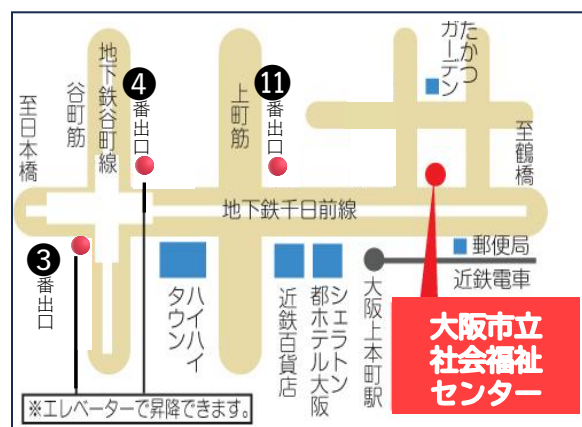 至日本橋
谷町筋
地下鉄谷町線
❹
番出口
上町筋
⓫
番出口
たかつ
ガーデン
至鶴橋
地下鉄千日前線
❸
番出口
ハイハイ
タウン
近鉄百貨店
シェラトン
都ホテル大阪
大阪上本町駅
郵便局
近鉄電車
大阪市立
社会福祉
センター
※エレベーターで昇降できます。